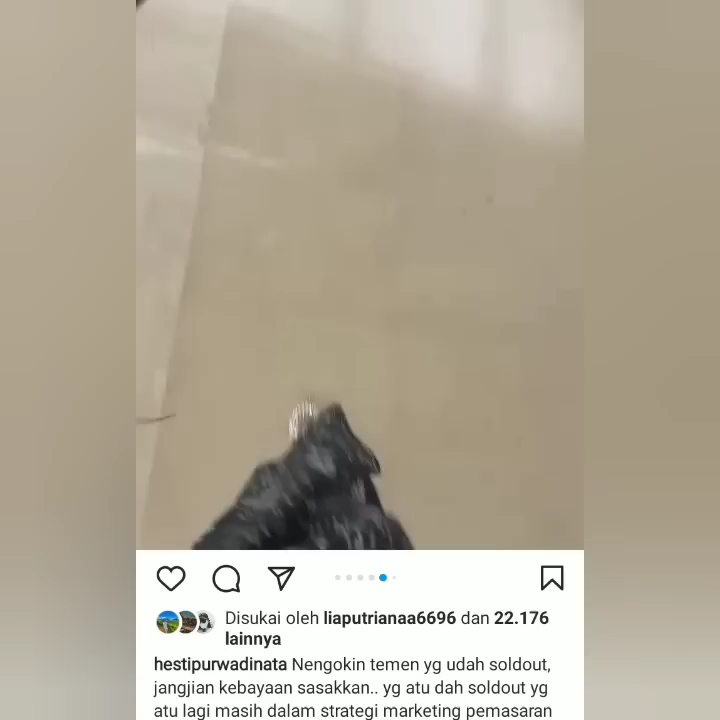 Disukai oleh liaputrianaa6696 dan 22.176
lainnya
hestipurwadinata Nengokin temen yg udah soldout,
jangjian kebayaan sasakkan.. yg atu dah soldout yg
atu lagi masih dalam strategi marketing pemasaran